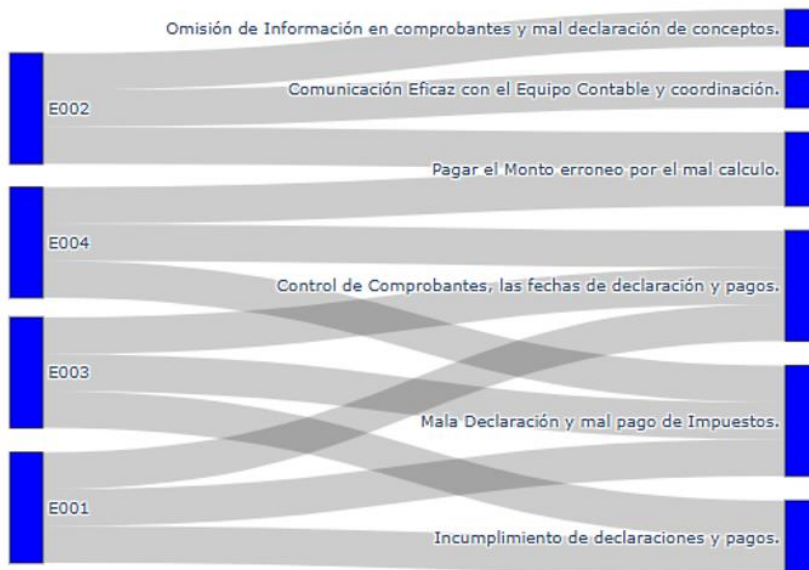 Omisión de Información en comprobantes y mal declaración de conceptos.
Comunicación Eficaz con el Equipo Contable y coordinación.
E002
Pagar el Monto erroneo por el mal calculo.
E004
Control de Comprobantes, las fechas de declaración y pagos.
E003
Mala Declaración y mal pago de Impuestos.
E001
Incumplimiento de declaraciones y pagos.